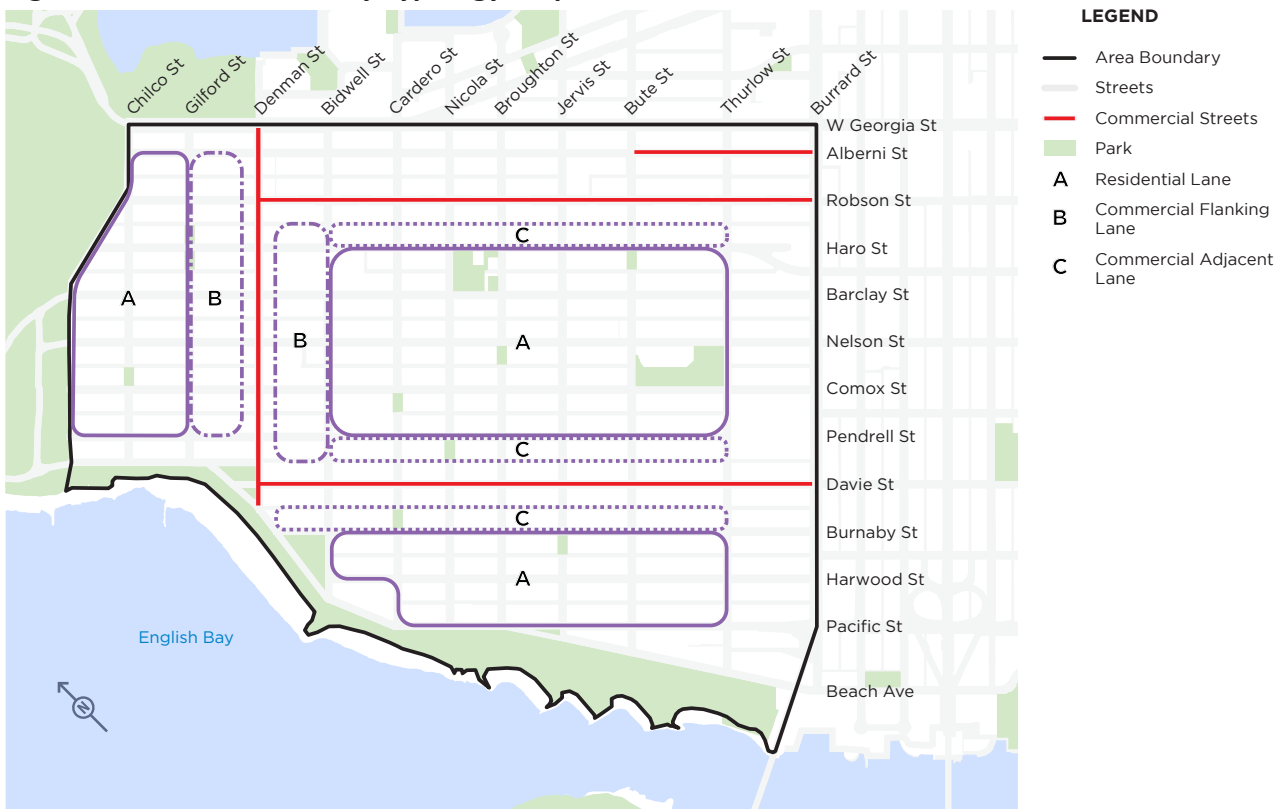 Chilco St
Gilford St
Denman St
Bidwell St
Cardero St
Nicola St
Broughton St
Jervis St
Bute St
Thurlow St
Burrard St
W Georgia St
Alberni St
Robson St
Haro St
Barclay St
Nelson St
Comox St
Pendrell St
Davie St
Burnaby St
Harwood St
Pacific St
Beach Ave
C
A
B
B
A
C
C
A
English Bay
N
LEGEND
Area Boundary
Streets
Commercial Streets
Park
A Residential Lane
B Commercial Flanking
Lane
C Commercial Adjacent
Lane